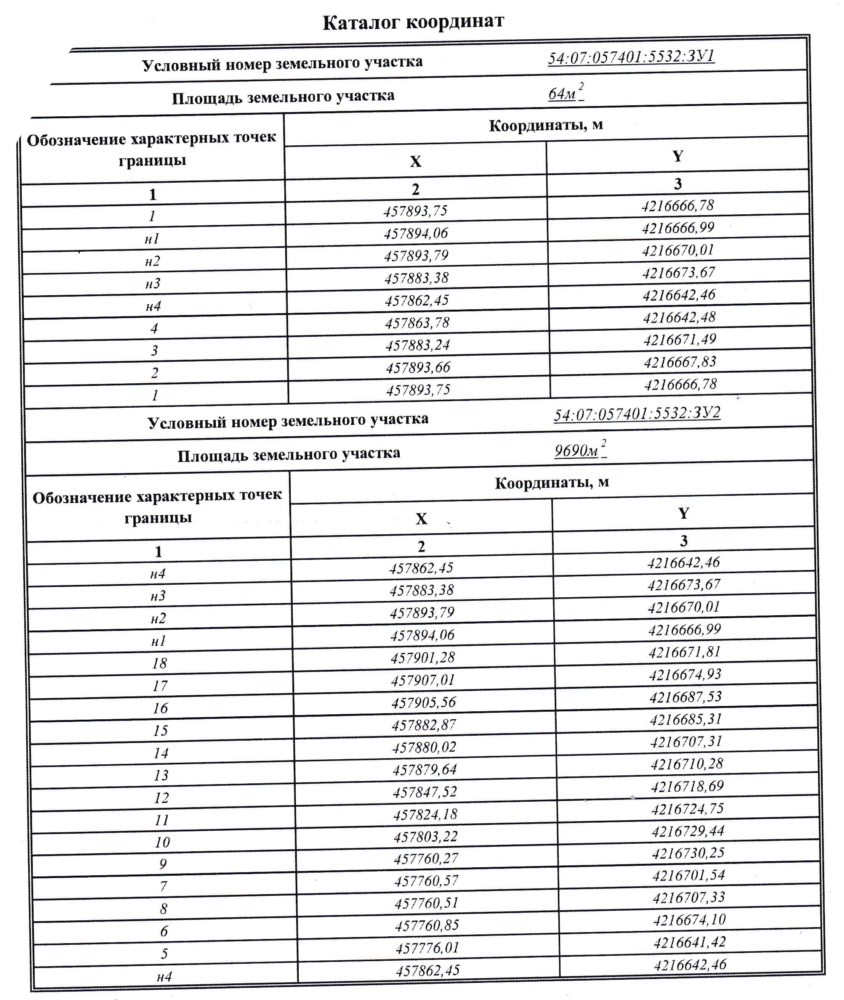 Каталог координат
Условный номер земельного участка 54:07:057401:5532:ЗУ1
Площадь земельного участка 64м 2
Обозначение характерных точек границы Координаты, м
X Y
1 2 3
1 457893,75 4216666,78
н1 457894,06 4216666,99
н2 457893,79 4216670,01
н3 457883,38 4216673,67
н4 457862,45 4216642,46
4 457863,78 4216642,48
3 457883,24 4216671,49
2 457893,66 4216667,83
1 457893,75 4216666,78
Условный номер земельного участка 54:07:057401:5532:ЗУ2
Площадь земельного участка 9690м 2
Обозначение характерных точек границы Координаты, м
X Y
1 2 3
н4 457862,45 4216642,46
н3 457883,38 4216673,67
н2 457893,79 4216670,01
н1 457894,06 4216666,99
18 457901,28 4216671,81
17 457907,01 4216674,93
16 457905,56 4216687,53
15 457882,87 4216685,31
14 457880,02 4216707,31
13 457879,64 4216710,28
12 457847,52 4216718,69
11 457824,18 4216724,75
10 457803,22 4216729,44
9 457760,27 4216730,25
7 457760,57 4216701,54
8 457760,51 4216707,33
6 457760,85 4216674,10
5 457776,01 4216641,42
н4 457862,45 4216642,46